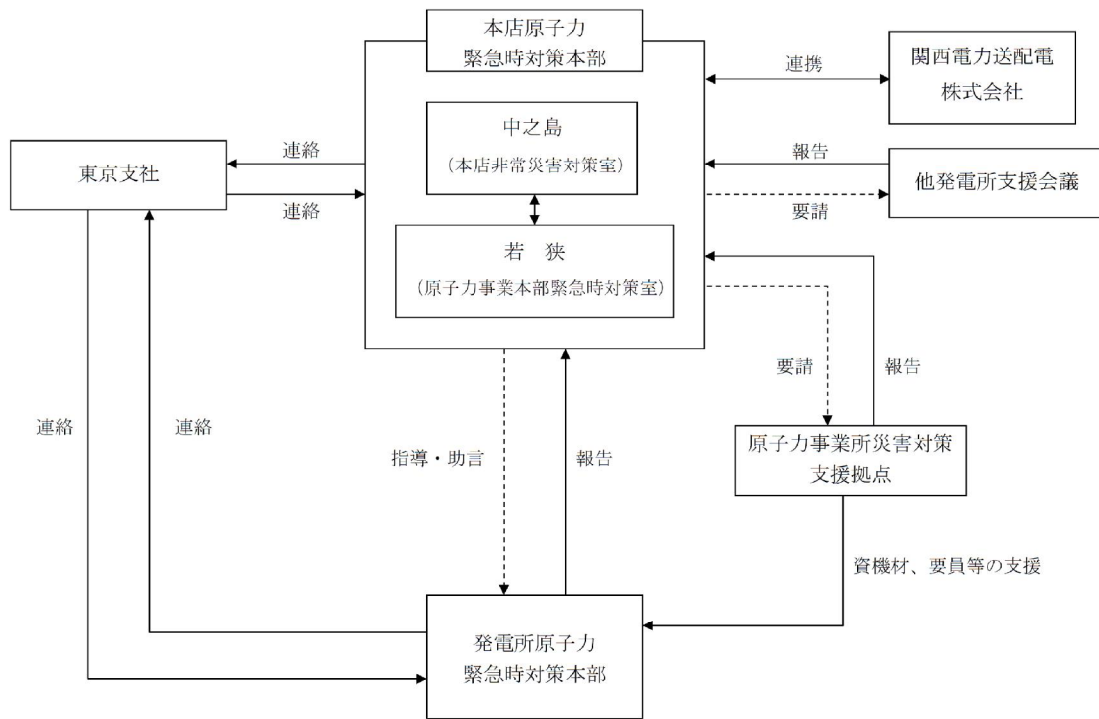 本店原子力
緊急時対策本部
連携
関西電力送配電
株式会社
中之島
（本店非常災害対策室）
東京支社
連絡
連絡
報告
要請
他発電所支援会議
若　狭
（原子力事業本部緊急時対策室）
要請
報告
連絡
連絡
指導・助言
報告
原子力事業所災害対策
支援拠点
資機材、要員等の支援
発電所原子力
緊急時対策本部